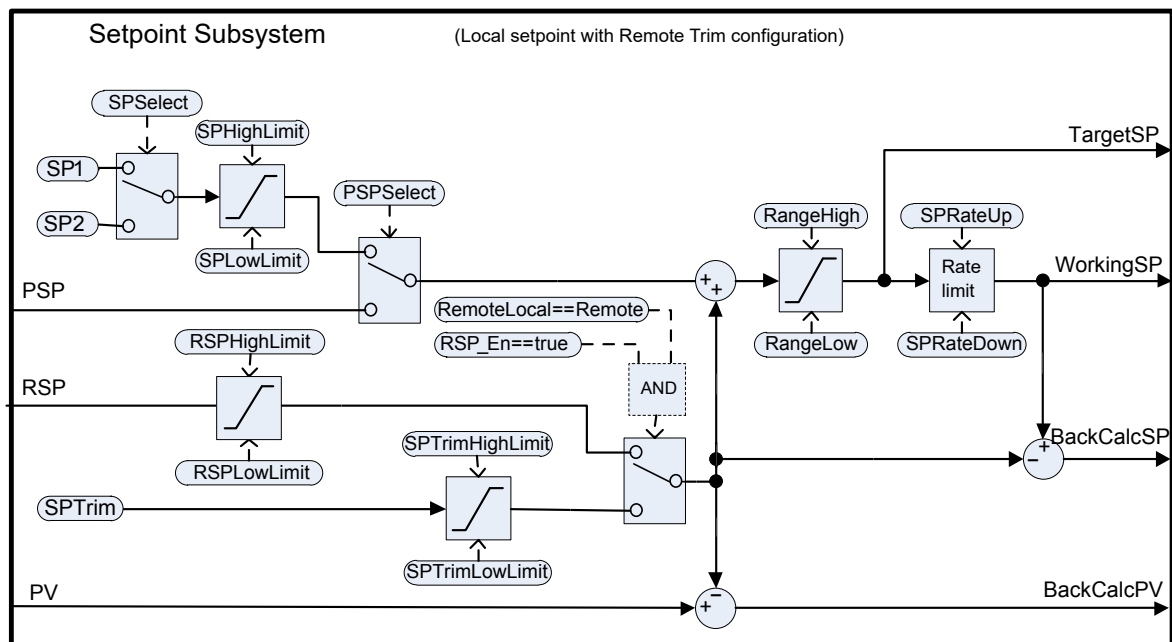 Setpoint Subsystem
(Local setpoint with Remote Trim configuration)
SPSelect
SPHighLimit
TargetSP
SP1
PSPSelect
RangeHigh
SPRateUp
SP2
SPLowLimit
WorkingSP
Rate
limit
PSP
+
+
RemoteLocal==Remote
RSP_En==true
RangeLow
SPRateDown
RSPHighLimit
RSP
AND
SPTrimHighLimit
BackCalcSP
+
-
RSPLowLimit
SPTrim
SPTrimLowLimit
PV
-
+
BackCalcPV